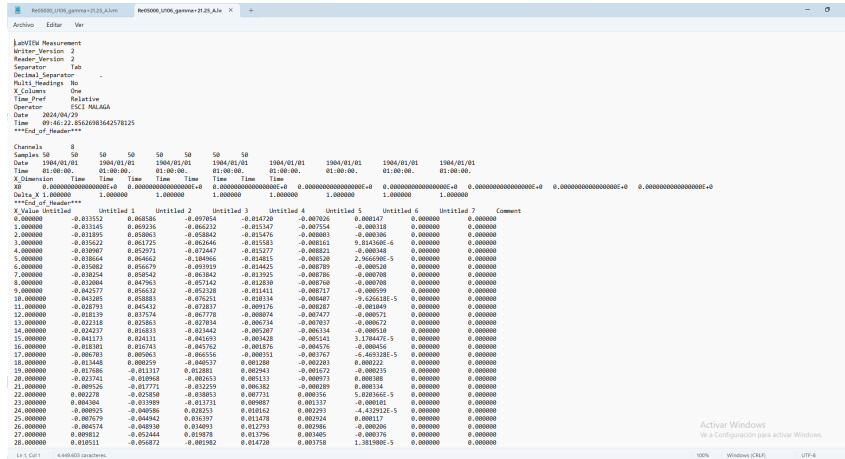 Re05000_U106_gamma+21.25_A.lvm Re05000_U106_gamma+21.25_A.lv × +
Archivo Editar Ver
LabVIEW Measurement
Writer_Version 2
Reader_Version 2
Separator Tab
Decimal_Separator .
Multi_Headings No
X_Columns One
Time_Pref Relative
Operator ESCI MALAGA
Date 2024/04/29
Time 09:46:22.85626983642578125
***End_of_Header***
Channels 8
Samples 50 50 50 50 50 50 50
Date 1904/01/01 1904/01/01 1904/01/01 1904/01/01 1904/01/01 1904/01/01 1904/01/01 1904/01/01
Time 01:00:00. 01:00:00. 01:00:00. 01:00:00. 01:00:00. 01:00:00. 01:00:00. 01:00:00.
X_Dimension Time Time Time Time Time Time Time Time
X0 0.0000000000000000E+0 0.0000000000000000E+0 0.0000000000000000E+0 0.0000000000000000E+0 0.0000000000000000E+0 0.0000000000000000E+0 0.0000000000000000E+0 0.0000000000000000E+0
Delta_X 1.000000 1.000000 1.000000 1.000000 1.000000 1.000000 1.000000 1.000000
***End_of_Header***
X_Value Untitled Untitled 1 Untitled 2 Untitled 3 Untitled 4 Untitled 5 Untitled 6 Untitled 7 Comment
0.000000 -0.033552 0.068586 -0.097054 -0.014720 -0.007026 0.000147 0.000000 0.000000
1.000000 -0.033145 0.069236 -0.066232 -0.015347 -0.007554 -0.000318 0.000000 0.000000
2.000000 -0.031895 0.058063 -0.058842 -0.015476 -0.008003 -0.000306 0.000000 0.000000
3.000000 -0.035622 0.061725 -0.062646 -0.015583 -0.008161 9.814360E-6 0.000000 0.000000
4.000000 -0.030907 0.052971 -0.072447 -0.015277 -0.008821 -0.000348 0.000000 0.000000
5.000000 -0.038664 0.064662 -0.104966 -0.014815 -0.008520 2.966690E-5 0.000000 0.000000
6.000000 -0.035082 0.056679 -0.093919 -0.014425 -0.008789 -0.000520 0.000000 0.000000
7.000000 -0.030254 0.050542 -0.063842 -0.013925 -0.008786 -0.000708 0.000000 0.000000
8.000000 -0.032004 0.047963 -0.057142 -0.012830 -0.008760 -0.000708 0.000000 0.000000
9.000000 -0.042577 0.056632 -0.052328 -0.011411 -0.008717 -0.000599 0.000000 0.000000
10.000000 -0.043205 0.058883 -0.076251 -0.010334 -0.008407 -9.626618E-5 0.000000 0.000000
11.000000 -0.028793 0.045432 -0.072837 -0.009176 -0.008287 -0.001049 0.000000 0.000000
12.000000 -0.018139 0.037574 -0.067778 -0.008074 -0.007477 -0.000571 0.000000 0.000000
13.000000 -0.022318 0.025863 -0.027034 -0.006734 -0.007037 -0.000672 0.000000 0.000000
14.000000 -0.024237 0.016833 -0.023442 -0.005207 -0.006334 -0.000510 0.000000 0.000000
15.000000 -0.041173 0.024131 -0.041693 -0.003428 -0.005141 3.170447E-5 0.000000 0.000000
16.000000 -0.018301 0.016743 -0.045762 -0.001876 -0.004576 -0.000456 0.000000 0.000000
17.000000 -0.006703 0.005063 -0.066556 -0.000351 -0.003767 -6.469328E-5 0.000000 0.000000
18.000000 -0.013448 0.000259 -0.040537 0.001280 -0.002203 0.000222 0.000000 0.000000
19.000000 -0.017686 -0.011317 0.012881 0.002943 -0.001672 -0.000235 0.000000 0.000000
20.000000 -0.023741 -0.010968 -0.002653 0.005133 -0.000973 0.000308 0.000000 0.000000
21.000000 -0.009526 -0.017771 -0.032259 0.006382 -0.000289 0.000334 0.000000 0.000000
22.000000 0.002278 -0.025850 -0.038053 0.007731 0.000356 5.020366E-5 0.000000 0.000000
23.000000 0.004304 -0.033989 -0.013731 0.009087 0.001337 -0.000101 0.000000 0.000000
24.000000 -0.000925 -0.040586 0.028253 0.010162 0.002293 -4.432912E-5 0.000000 0.000000
25.000000 -0.007679 -0.044942 0.036397 0.011478 0.002924 0.000117 0.000000 0.000000
26.000000 -0.004574 -0.048930 0.034093 0.012793 0.002986 -0.000206 0.000000 0.000000
27.000000 0.009812 -0.052444 0.019878 0.013796 0.003405 -0.000376 0.000000 0.000000
28.000000 0.010511 -0.056872 -0.001982 0.014720 0.003758 1.381980E-5 0.000000 0.000000
Activar Windows
Ve a Configuración para activar Windows.
Ln 1, Col 1 4.449.603 caracteres. 100% Windows (CRLF) UTF-8